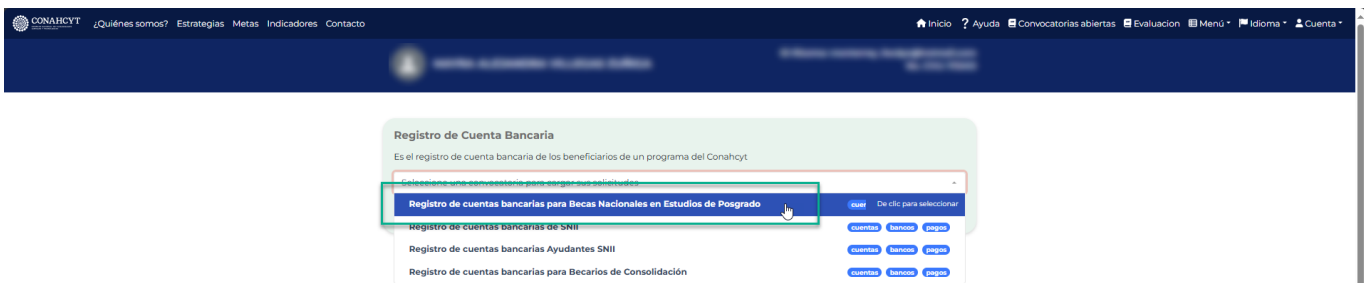 CONAHCYT ¿Quiénes somos? Estrategias Metas Indicadores Contacto Inicio ? Ayuda Convocatorias abiertas Evaluacion Menú Idioma Cuenta
Registro de Cuenta Bancaria
Es el registro de cuenta bancaria de los beneficiarios de un programa del Conahcyt
Seleccione una convocatoria para cargar sus solicitudes
Registro de cuentas bancarias para Becas Nacionales en Estudios de Posgrado cuen De clic para seleccionar
Registro de cuentas bancarias de SNII cuentas bancos pagos
Registro de cuentas bancarias Ayudantes SNII cuentas bancos pagos
Registro de cuentas bancarias para Becarios de Consolidación cuentas bancos pagos